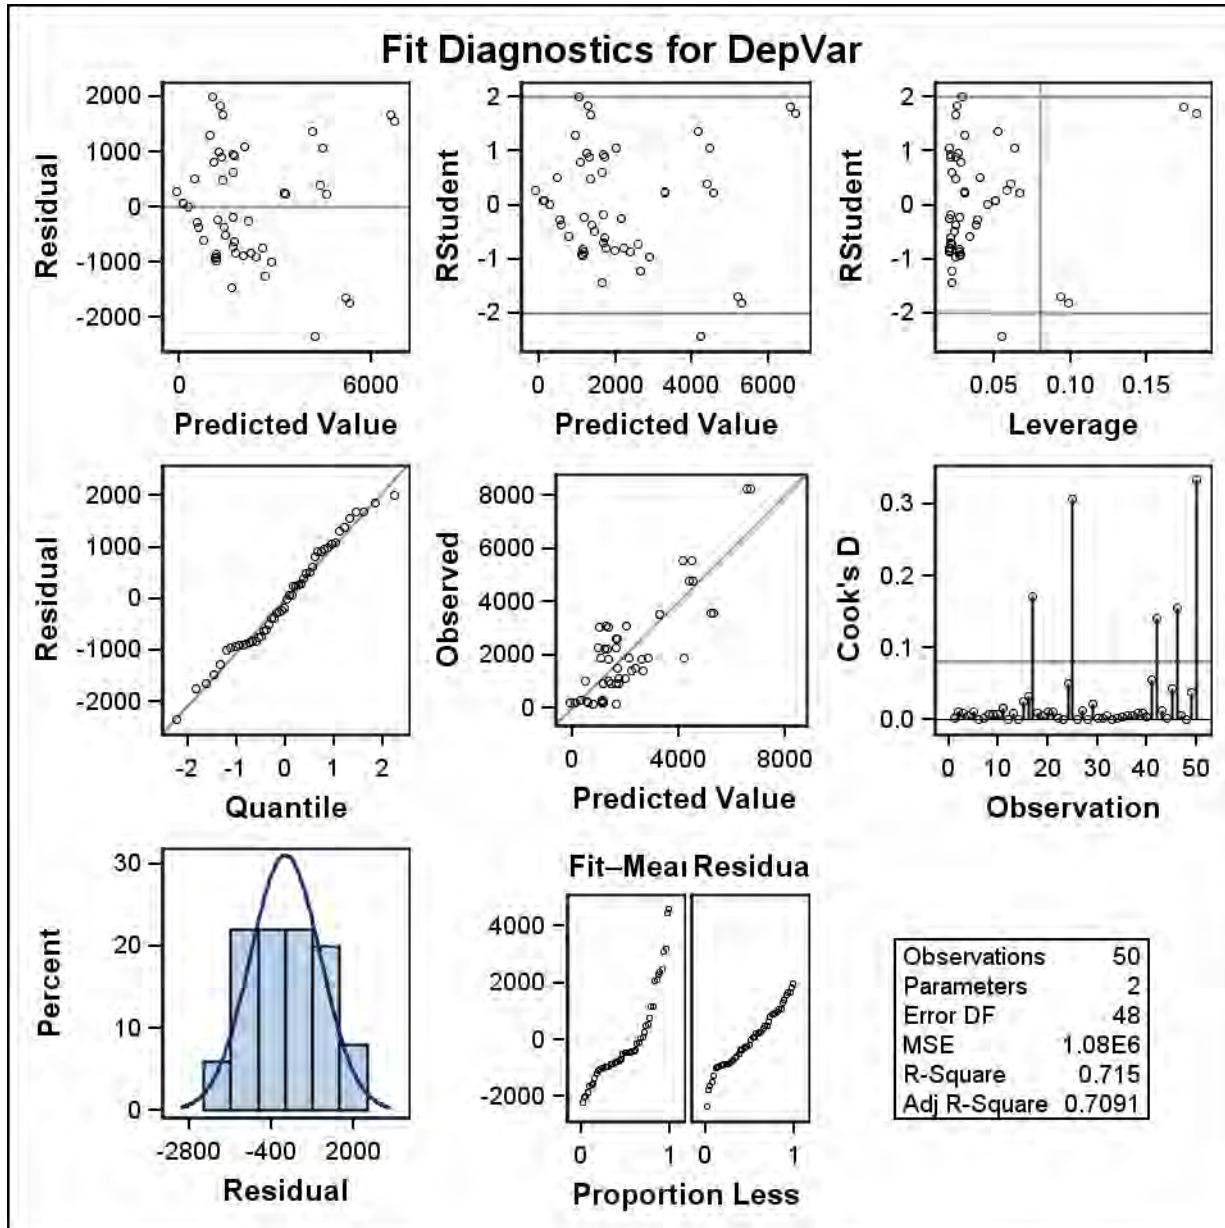 Fit Diagnostics for DepVar
Residual
2000
1000
0
-1000
-2000
0 6000
Predicted Value
RStudent
2
1
0
-1
-2
0 2000 4000 6000
Predicted Value
RStudent
2
1
0
-1
-2
0.05 0.10 0.15
Leverage
Residual
2000
1000
0
-1000
-2000
-2 -1 0 1 2
Quantile
Observed
8000
6000
4000
2000
0
0 4000 8000
Predicted Value
Cook's D
0.3
0.2
0.1
0.0
0 10 20 30 40 50
Observation
Percent
30
20
10
0
-2800 -400 2000
Residual
Fit–Mear Residua
4000
2000
0
-2000
0 1 0 1
Proportion Less
Observations 50
Parameters 2
Error DF 48
MSE 1.08E6
R-Square 0.715
Adj R-Square 0.7091